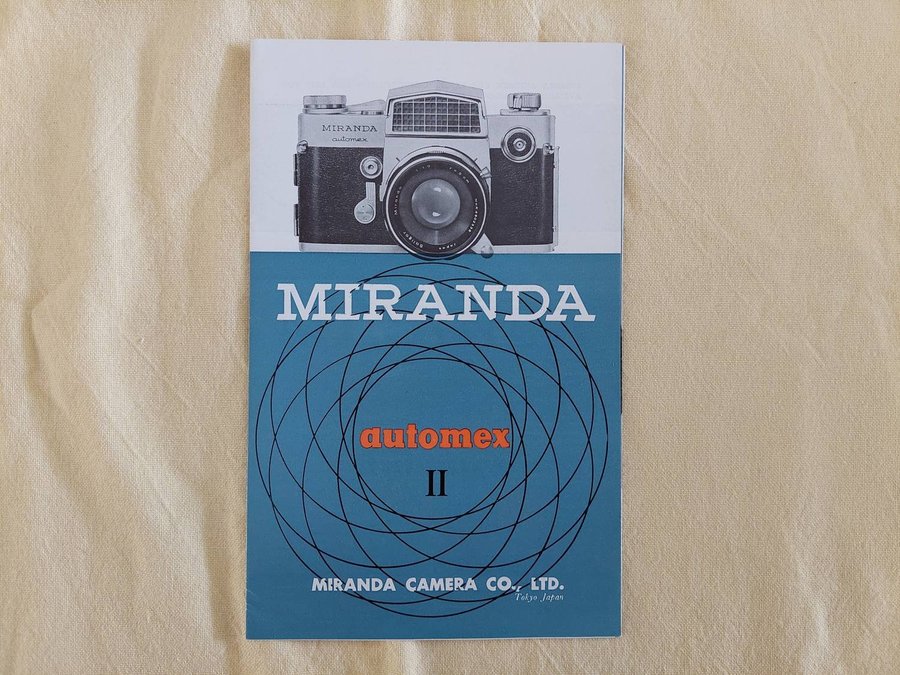 MIRANDA
automex
MIRANDA
automex
II
MIRANDA CAMERA CO., LTD.
Tokyo Japan